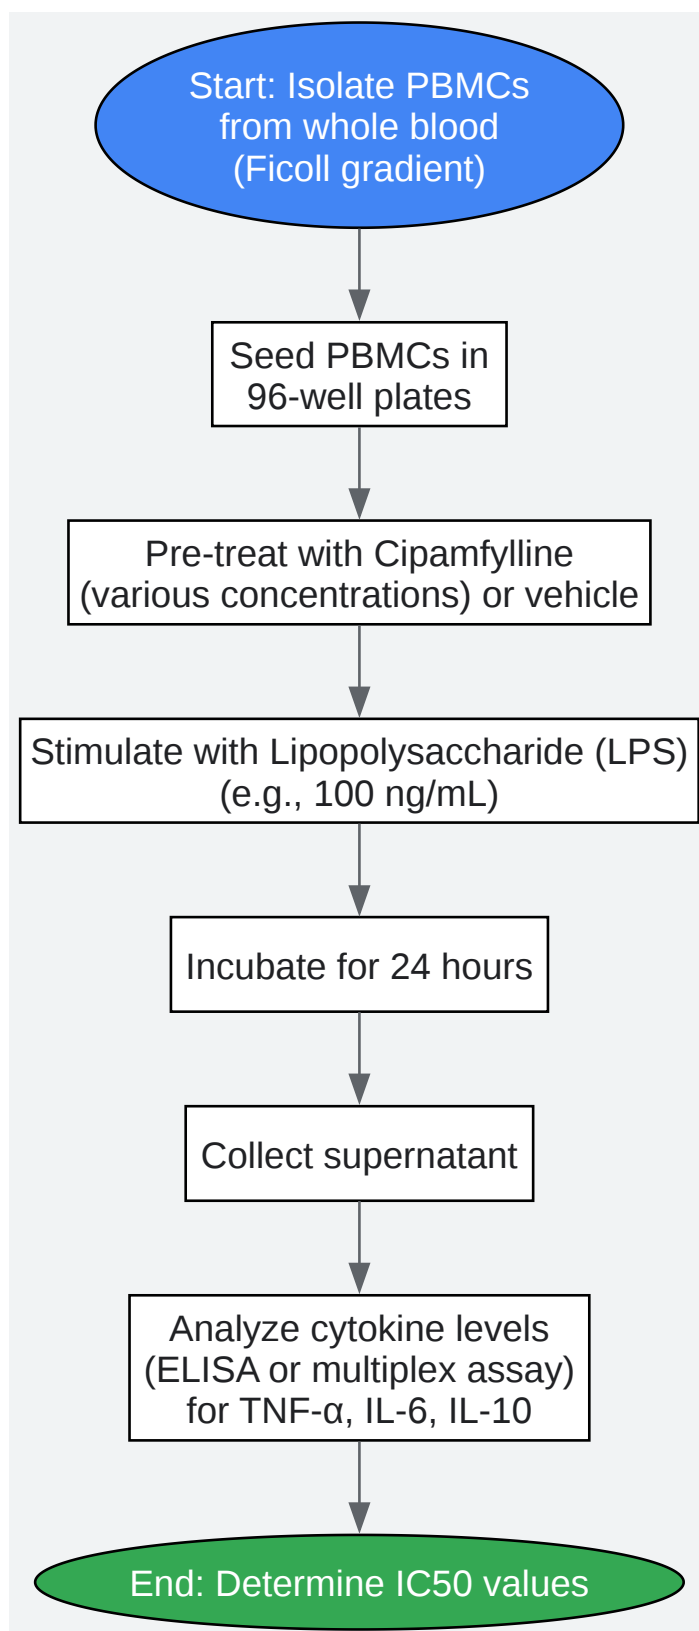 Start: Isolate PBMCs
from whole blood
(Ficoll gradient)
Seed PBMCs in
96-well plates
Pre-treat with Cipamfylline
(various concentrations) or vehicle
Stimulate with Lipopolysaccharide (LPS)
(e.g., 100 ng/mL)
Incubate for 24 hours
Collect supernatant
Analyze cytokine levels
(ELISA or multiplex assay)
for TNF-α, IL-6, IL-10
End: Determine IC50 values